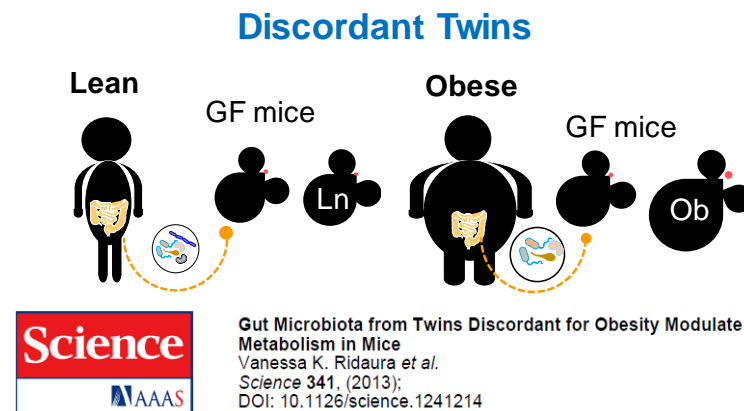 Discordant Twins
Lean
GF mice
Ln
Obese
GF mice
Ob
Science
AAAS
Gut Microbiota from Twins Discordant for Obesity Modulate
Metabolism in Mice
Vanessa K. Ridaura et al.
Science 341, (2013);
DOI: 10.1126/science.1241214